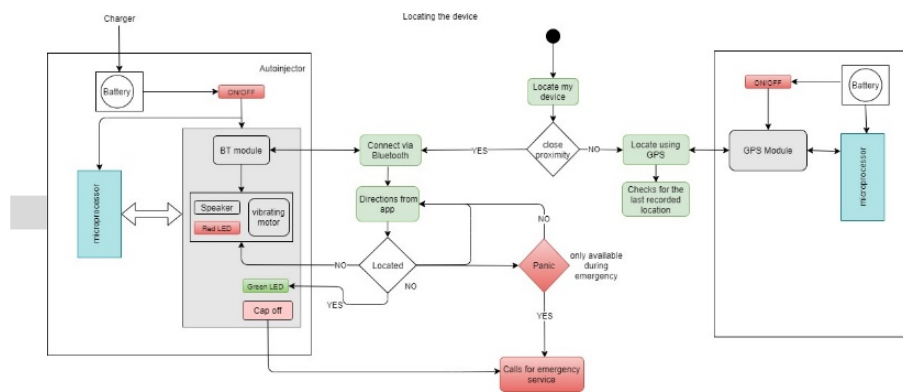 Locating the device
Charger
Autoinjector
Battery
ON/OFF
BT module
Speaker
Red LED
vibrating
motor
Green LED
Cap off
microprocessor
Locate my
device
close
proximity
YES
NO
Connect via
Bluetooth
Directions from
app
Located
NO
NO
YES
NO
Panic
only available
during
emergency
YES
Calls for emergency
service
Locate using
GPS
Checks for the
last recorded
location
ON/OFF
Battery
GPS Module
microprocessor